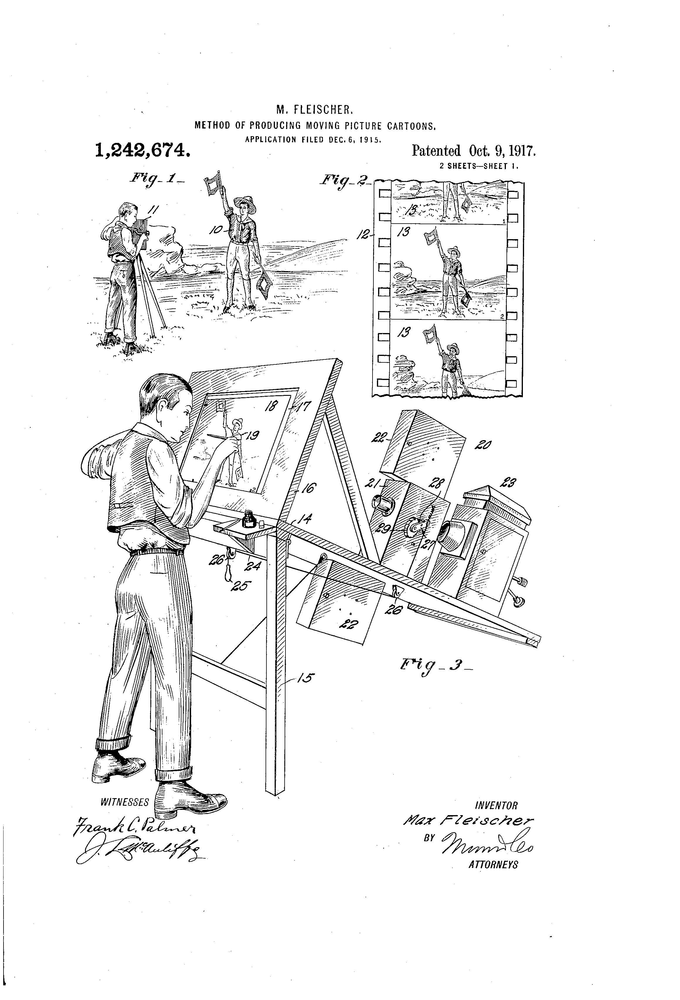 M. FLEISCHER.
METHOD OF PRODUCING MOVING PICTURE CARTOONS.
APPLICATION FILED DEC. 6, 1915.
1,242,674.
Patented Oct. 9, 1917.
2 SHEETS—SHEET 1.
Fig_1_
11
10
Fig_2_
13
1
12
13
2
13
18
17
19
22
20
21
28
23
16
14
29
27
26
24
25
26
22
Fig_3_
15
2
WITNESSES
Frank C. Palmer
INVENTOR
Max Fleischer
BY
ATTORNEYS